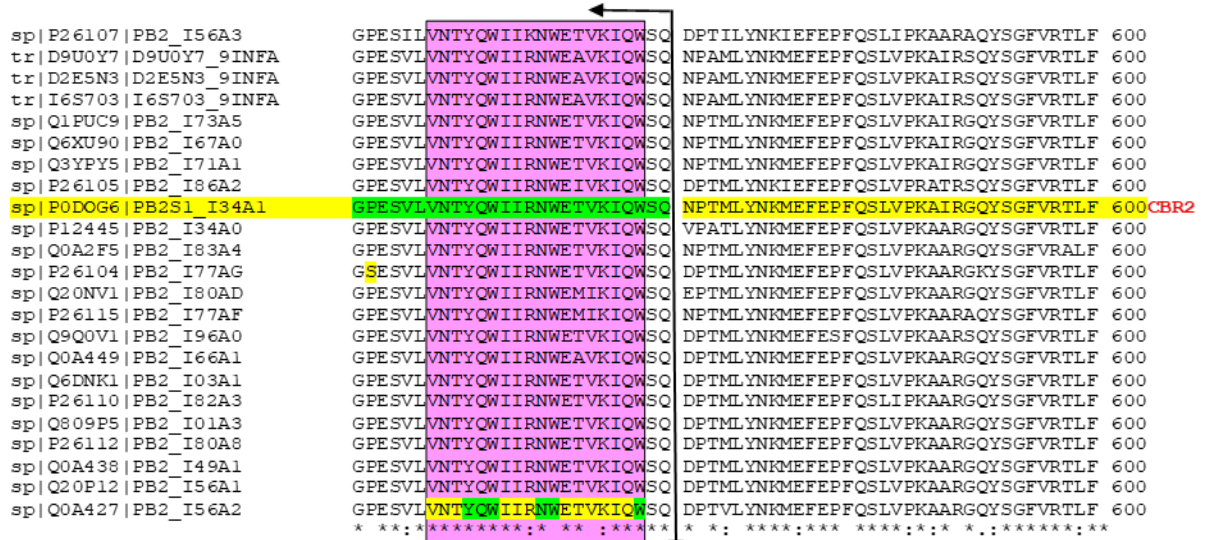 sp|P26107|PB2_I56A3 GPESILVNTYQWIIKNWETVKIQWSQ DPTILYNKIEFEPFQSLIPKAARAQYSGFVRTLF 600
tr|D9U0Y7|D9U0Y7_9INFA GPESVLVNTYQWIIRNWEAVKIQWSQ NPAMLYNKMEFEPFQSLVPKAIRSQYSGFVRTLF 600
tr|D2E5N3|D2E5N3_9INFA GPESVLVNTYQWIIRNWEAVKIQWSQ NPAMLYNKMEFEPFQSLVPKAIRSQYSGFVRTLF 600
tr|I6S703|I6S703_9INFA GPESVLVNTYQWIIRNWEAVKIQWSQ NPAMLYNKMEFEPFQSLVPKAIRSQYSGFVRTLF 600
sp|Q1PUC9|PB2_I73A5 GPESVLVNTYQWIIRNWETVKIQWSQ NPTMLYNKMEFEPFQSLVPKAIRGQYSGFVRTLF 600
sp|Q6XU90|PB2_I67A0 GPESVLVNTYQWIIRNWETVKIQWSQ NPTMLYNKMEFEPFQSLVPKAIRGQYSGFVRTLF 600
sp|Q3YPY5|PB2_I71A1 GPESVLVNTYQWIIRNWETVKIQWSQ NPTMLYNKMEFEPFQSLVPKAIRGQYSGFVRTLF 600
sp|P26105|PB2_I86A2 GPESVLVNTYQWIIRNWEIVKIQWSQ DPTMLYNKIEFEPFQSLVPRATRSQYSGFVRTLF 600
sp|P0DOG6|PB2S1_I34A1 GPESVLVNTYQWIIRNWETVKIQWSQ NPTMLYNKMEFEPFQSLVPKAIRGQYSGFVRTLF 600CBR2
sp|P12445|PB2_I34A0 GPESVLVNTYQWIIRNWETVKIQWSQ VPATLYNKMEFEPFQSLVPKAIRGQYSGFVRTLF 600
sp|Q0A2F5|PB2_I83A4 GPESVLVNTYQWIIRNWETVKIQWSQ NPTMLYNKMEFEPFQSLVPKAIRGQYSGFVRALF 600
sp|P26104|PB2_I77AG GSESVLVNTYQWIIRNWETVKIQWSQ DPTMLYNKMEFEPFQSLVPKAARGKYSGFVRTLF 600
sp|Q20NV1|PB2_I80AD GPESVLVNTYQWIIRNWEMIKIQWSQ EPTMLYNKMEFEPFQSLVPKAARGQYSGFVRTLF 600
sp|P26115|PB2_I77AF GPESVLVNTYQWIIRNWEMIKIQWSQ NPTMLYNKMEFEPFQSLVPKAARAQYSGFVRTLF 600
sp|Q9Q0V1|PB2_I96A0 GPESVLVNTYQWIIRNWETVKIQWSQ DPTMLYNKMEFESFQSLVPKAARSQYSGFVRTLF 600
sp|Q0A449|PB2_I66A1 GPESVLVNTYQWIIRNWEAVKIQWSQ DPTMLYNKMEFEPFQSLVPKAARGQYSGFVRTLF 600
sp|Q6DNK1|PB2_I03A1 GPESVLVNTYQWIIRNWETVKIQWSQ DPTMLYNKMEFEPFQSLVPKAARGQYSGFVRTLF 600
sp|P26110|PB2_I82A3 GPESVLVNTYQWIIRNWETVKIQWSQ DPTMLYNKMEFEPFQSLIPKAARGQYSGFVRTLF 600
sp|Q809P5|PB2_I01A3 GPESVLVNTYQWIIRNWETVKIQWSQ DPTMLYNKMEFEPFQSLVPKAARGQYSGFVRTLF 600
sp|P26112|PB2_I80A8 GPESVLVNTYQWIIRNWETVKIQWSQ DPTMLYNKMEFEPFQSLVPKAARGQYSGFVRTLF 600
sp|Q0A438|PB2_I49A1 GPESVLVNTYQWIIRNWETVKIQWSQ DPTMLYNKMEFEPFQSLVPKAARGQYSGFVRTLF 600
sp|Q20P12|PB2_I56A1 GPESVLVNTYQWIIRNWETVKIQWSQ DPTMLYNKMEFEPFQSLVPKAARGQYSGFVRTLF 600
sp|Q0A427|PB2_I56A2 GPESVLVNTYQWIIRNWETVKIQWSQ DPTVLYNKMEFEPFQSLVPKAARGQYSGFVRTLF 600
* **:********:* ** :****** * *: ****:*** ****:*:* *.:******:**